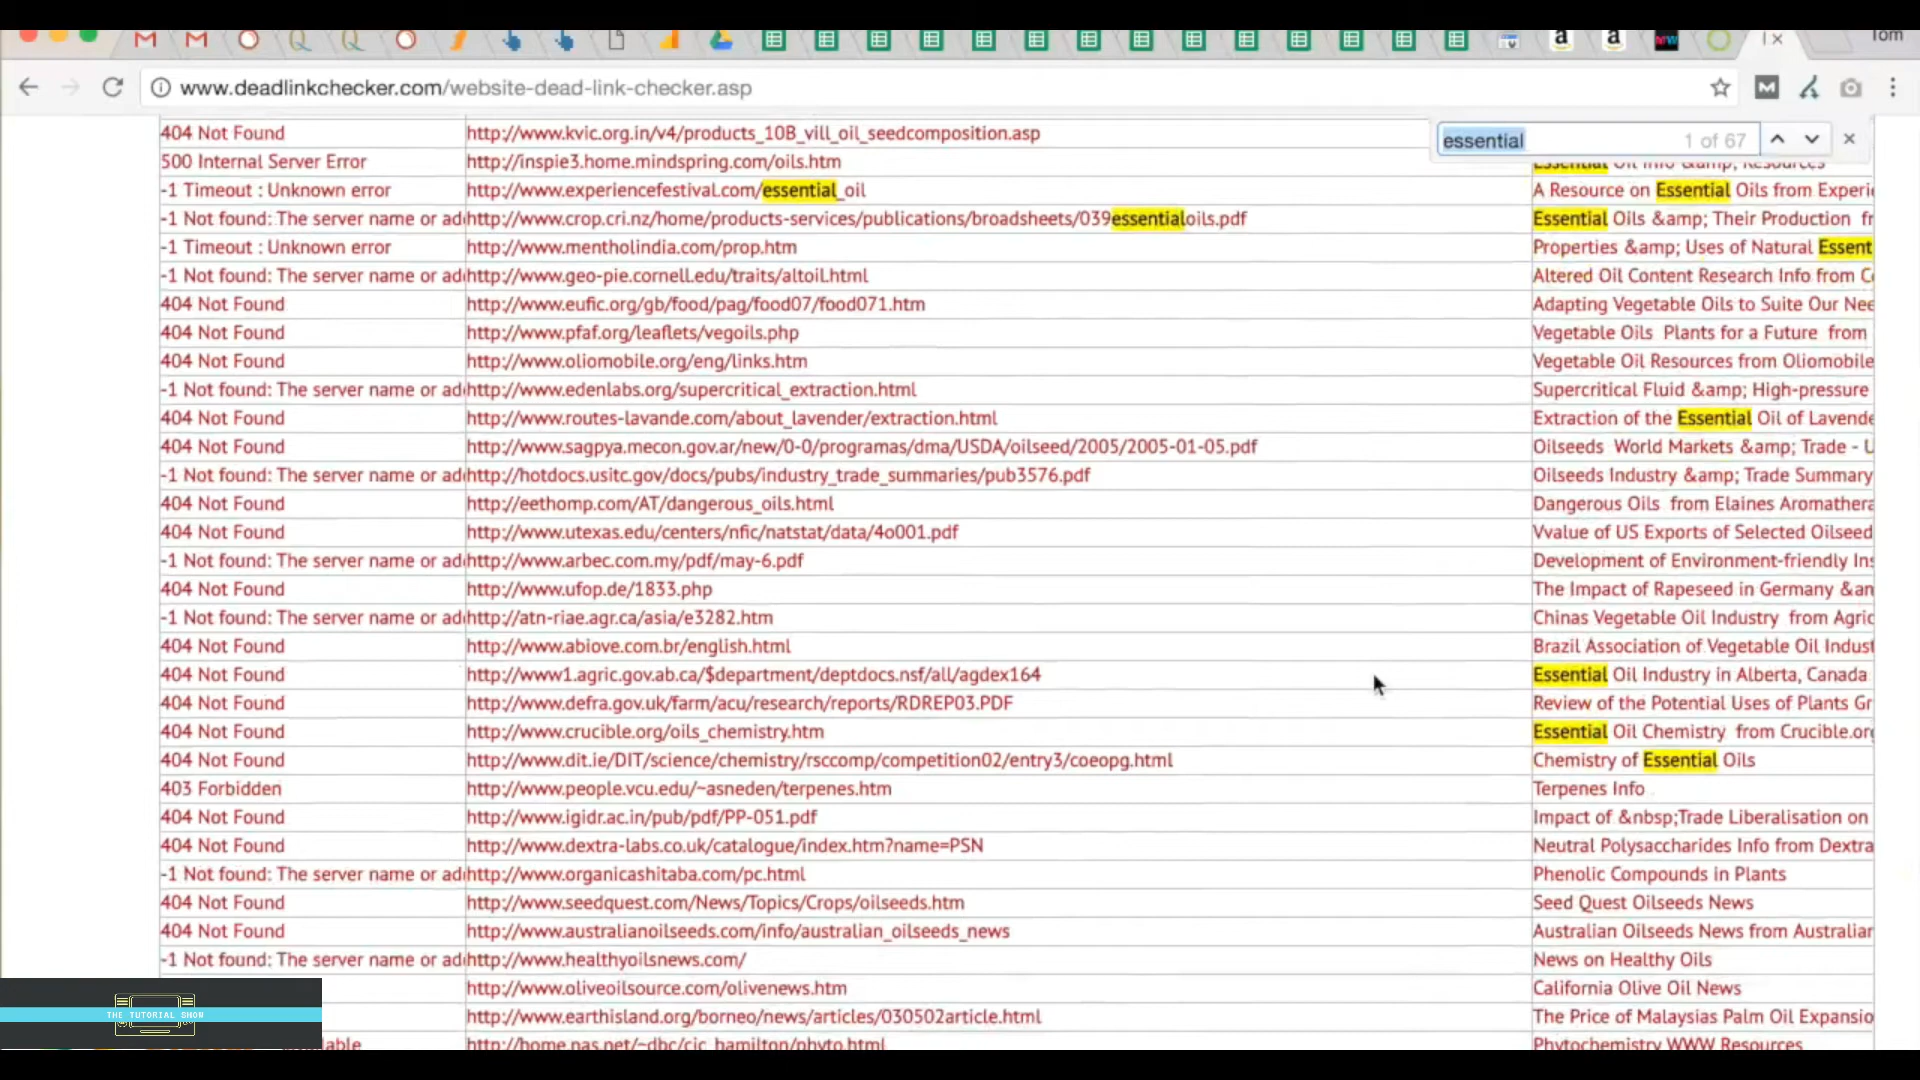 Tom
www.deadlinkchecker.com/website-dead-link-checker.asp
essential 1 of 67
404 Not Found http://www.kvic.org.in/v4/products_10B_vill_oil_seedcomposition.asp
500 Internal Server Error http://inspie3.home.mindspring.com/oils.htm Essential Oil Info &amp; Resources
-1 Timeout : Unknown error http://www.experiencefestival.com/essential_oil A Resource on Essential Oils from Experi
-1 Not found: The server name or ad http://www.crop.cri.nz/home/products-services/publications/broadsheets/039essentialoils.pdf Essential Oils &amp; Their Production fr
-1 Timeout : Unknown error http://www.mentholindia.com/prop.htm Properties &amp; Uses of Natural Essent
-1 Not found: The server name or ad http://www.geo-pie.cornell.edu/traits/altoil.html Altered Oil Content Research Info from C
404 Not Found http://www.eufic.org/gb/food/pag/food07/food071.htm Adapting Vegetable Oils to Suite Our Nee
404 Not Found http://www.pfaf.org/leaflets/vegoils.php Vegetable Oils Plants for a Future from
404 Not Found http://www.oliomobile.org/eng/links.htm Vegetable Oil Resources from Oliomobile
-1 Not found: The server name or ad http://www.edenlabs.org/supercritical_extraction.html Supercritical Fluid &amp; High-pressure
404 Not Found http://www.routes-lavande.com/about_lavender/extraction.html Extraction of the Essential Oil of Lavende
404 Not Found http://www.sagpya.mecon.gov.ar/new/0-0/programas/dma/USDA/oilseed/2005/2005-01-05.pdf Oilseeds World Markets &amp; Trade - U
-1 Not found: The server name or ad http://hotdocs.usitc.gov/docs/pubs/industry_trade_summaries/pub3576.pdf Oilseeds Industry &amp; Trade Summary
404 Not Found http://eethomp.com/AT/dangerous_oils.html Dangerous Oils from Elaines Aromathera
404 Not Found http://www.utexas.edu/centers/nfic/natstat/data/4o001.pdf Vvalue of US Exports of Selected Oilseed
-1 Not found: The server name or ad http://www.arbec.com.my/pdf/may-6.pdf Development of Environment-friendly Ins
404 Not Found http://www.ufop.de/1833.php The Impact of Rapeseed in Germany &an
-1 Not found: The server name or ad http://atn-riae.agr.ca/asia/e3282.htm Chinas Vegetable Oil Industry from Agric
404 Not Found http://www.abiove.com.br/english.html Brazil Association of Vegetable Oil Indust
404 Not Found http://www1.agric.gov.ab.ca/$department/deptdocs.nsf/all/agdex164 Essential Oil Industry in Alberta, Canada
404 Not Found http://www.defra.gov.uk/farm/acu/research/reports/RDREP03.PDF Review of the Potential Uses of Plants Gr
404 Not Found http://www.crucible.org/oils_chemistry.htm Essential Oil Chemistry from Crucible.org
404 Not Found http://www.dit.ie/DIT/science/chemistry/rsccomp/competition02/entry3/coeopg.html Chemistry of Essential Oils
403 Forbidden http://www.people.vcu.edu/~asneden/terpenes.htm Terpenes Info
404 Not Found http://www.igidr.ac.in/pub/pdf/PP-051.pdf Impact of &nbsp;Trade Liberalisation on
404 Not Found http://www.dextra-labs.co.uk/catalogue/index.htm?name=PSN Neutral Polysaccharides Info from Dextra
-1 Not found: The server name or ad http://www.organicashitaba.com/pc.html Phenolic Compounds in Plants
404 Not Found http://www.seedquest.com/News/Topics/Crops/oilseeds.htm Seed Quest Oilseeds News
404 Not Found http://www.australianoilseeds.com/info/australian_oilseeds_news Australian Oilseeds News from Australian
-1 Not found: The server name or ad http://www.healthyoilsnews.com/ News on Healthy Oils
http://www.oliveoilsource.com/olivenews.htm California Olive Oil News
http://www.earthisland.org/borneo/news/articles/030502article.html The Price of Malaysias Palm Oil Expansio
lable http://home.nas.net/~dbc/cic_hamilton/phyto.html Phytochemistry WWW Resources
THE TUTORIAL SHOW